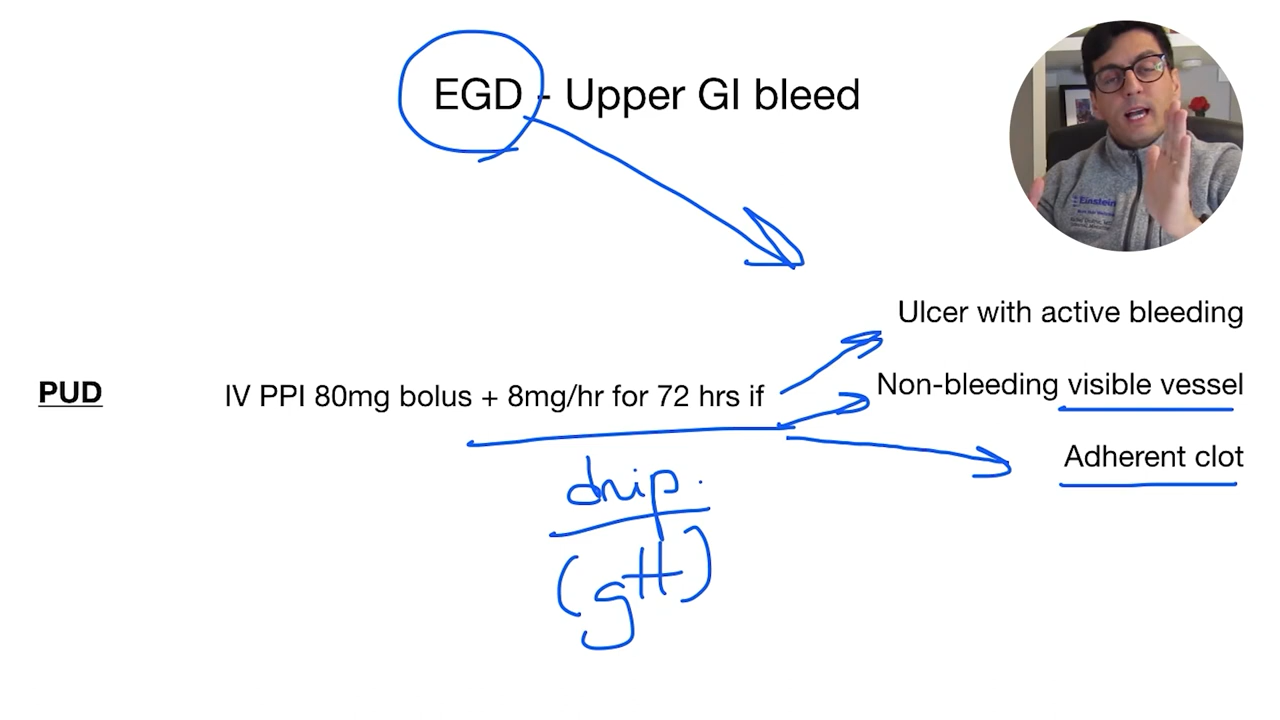 EGD - Upper GI bleed
Einstein
Ulcer with active bleeding
PUD
IV PPI 80mg bolus + 8mg/hr for 72 hrs if
Non-bleeding visible vessel
Adherent clot
drip.
(gtt)